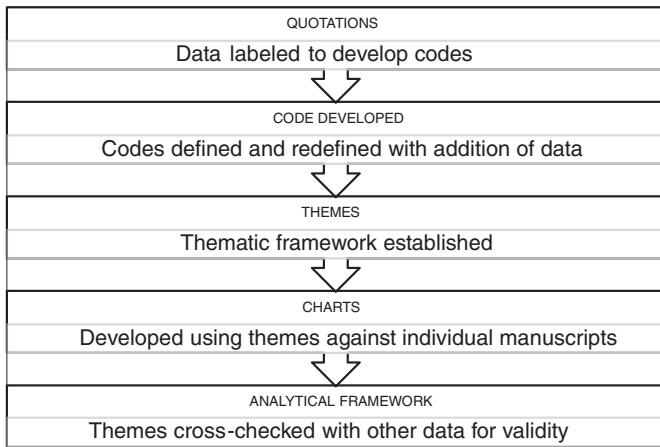 QUOTATIONS
Data labeled to develop codes
CODE DEVELOPED
Codes defined and redefined with addition of data
THEMES
Thematic framework established
CHARTS
Developed using themes against individual manuscripts
ANALYTICAL FRAMEWORK
Themes cross-checked with other data for validity